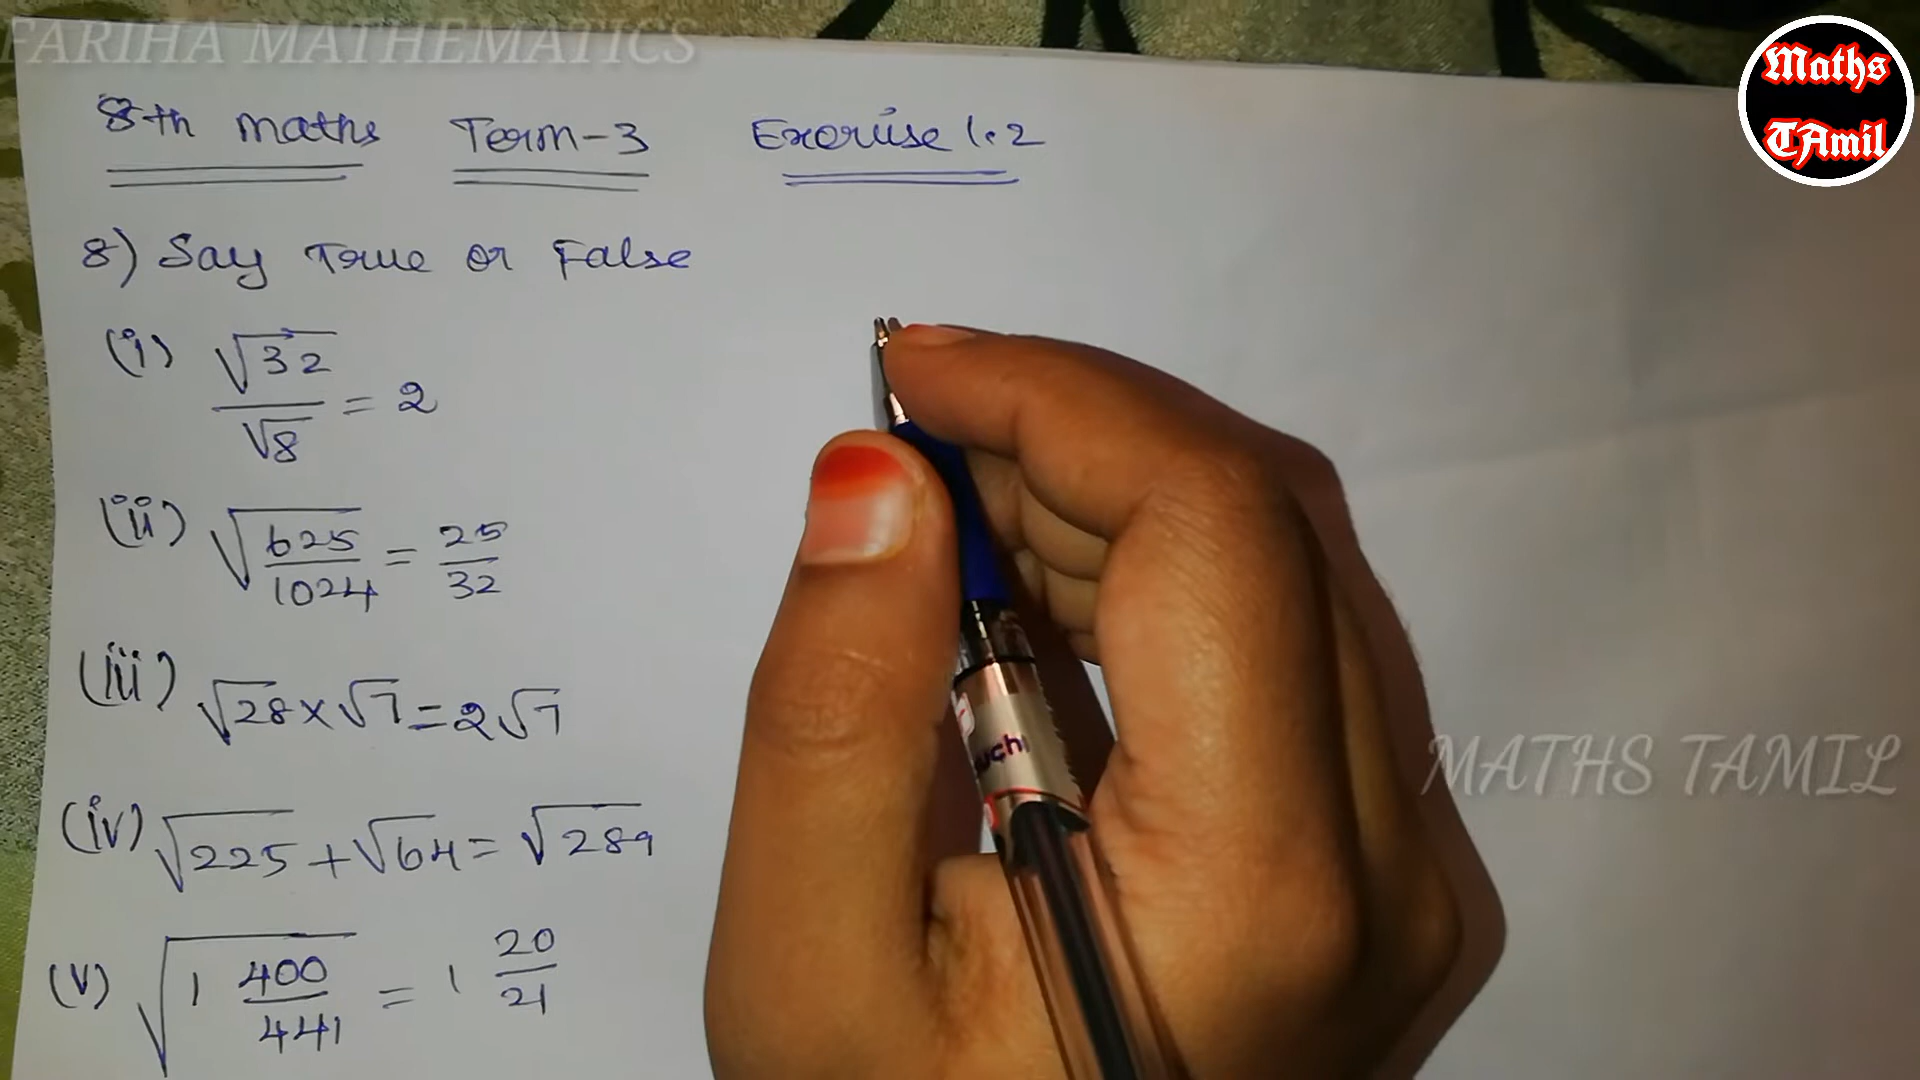 FARIHA MATHEMATICS
Maths
TAmil
8th maths Term-3 Exercise 1.2
8) Say True or False
(i) √32 / √8 = 2
(ii) √(625/1024) = 25/32
(iii) √28 × √7 = 2√7
(iv) √225 + √64 = √289
(v) √(1 400/441) = 1 20/21
MATHS TAMIL